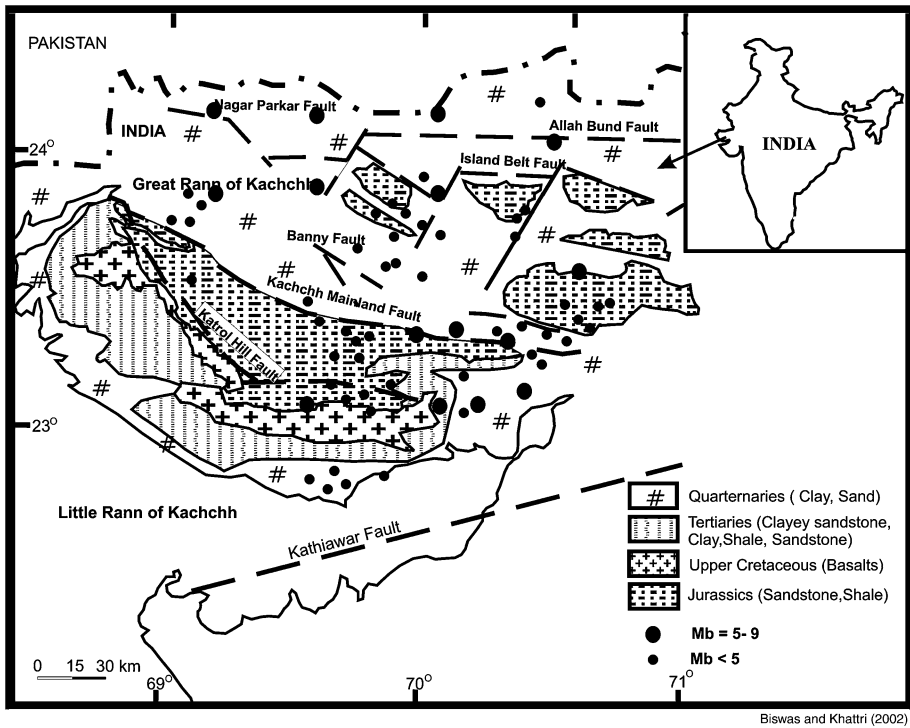 PAKISTAN
Nagar Parkar Fault
INDIA
Allah Bund Fault
INDIA
24°
Island Belt Fault
Great Rann of Kachchh
Banny Fault
Kachchh Mainland Fault
Katrol Hill Fault
23°
Little Rann of Kachchh
Kathiawar Fault
# Quarternaries ( Clay, Sand)
Tertiaries (Clayey sandstone,
Clay,Shale, Sandstone)
Upper Cretaceous (Basalts)
Jurassics (Sandstone,Shale)
Mb = 5- 9
Mb < 5
0 15 30 km
69° 70° 71°
Biswas and Khattri (2002)